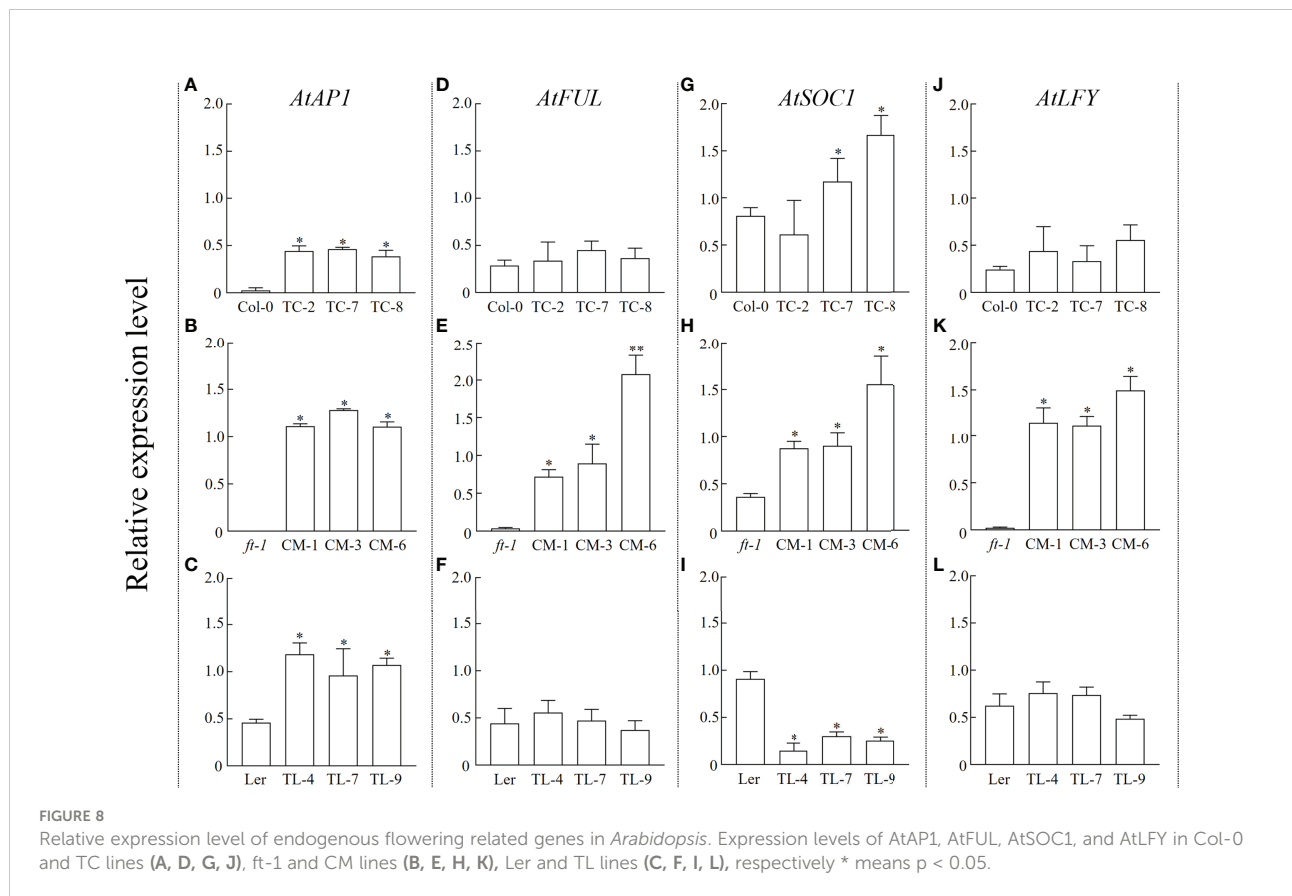 Relative expression level
A
AtAP1
2.0
1.5
1.0
0.5
*
*
*
0
Col-0 TC-2 TC-7 TC-8
B
2.0
1.5
1.0
0.5
0
*
*
*
ft-1 CM-1 CM-3 CM-6
C
2.0
1.5
1.0
0.5
0
*
*
*
Ler TL-4 TL-7 TL-9
D
AtFUL
2.0
1.5
1.0
0.5
0
Col-0 TC-2 TC-7 TC-8
E
2.5
2.0
1.5
1.0
0.5
0
*
*
**
ft-1 CM-1 CM-3 CM-6
F
2.0
1.5
1.0
0.5
0
Ler TL-4 TL-7 TL-9
G
AtSOC1
2.0
1.5
1.0
0.5
0
*
*
Col-0 TC-2 TC-7 TC-8
H
2.0
1.5
1.0
0.5
0
*
*
*
ft-1 CM-1 CM-3 CM-6
I
2.0
1.5
1.0
0.5
0
*
*
*
Ler TL-4 TL-7 TL-9
J
AtLFY
2.0
1.5
1.0
0.5
0
Col-0 TC-2 TC-7 TC-8
K
2.0
1.5
1.0
0.5
0
*
*
*
ft-1 CM-1 CM-3 CM-6
L
2.0
1.5
1.0
0.5
0
Ler TL-4 TL-7 TL-9
FIGURE 8
Relative expression level of endogenous flowering related genes in Arabidopsis. Expression levels of AtAP1, AtFUL, AtSOC1, and AtLFY in Col-0
and TC lines (A, D, G, J), ft-1 and CM lines (B, E, H, K), Ler and TL lines (C, F, I, L), respectively * means p < 0.05.